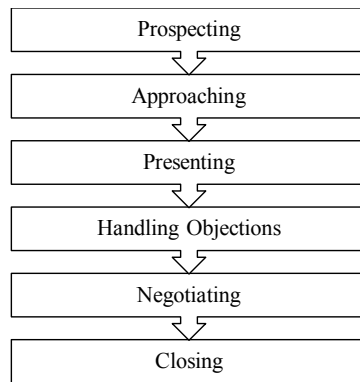 Prospecting
Approaching
Presenting
Handling Objections
Negotiating
Closing